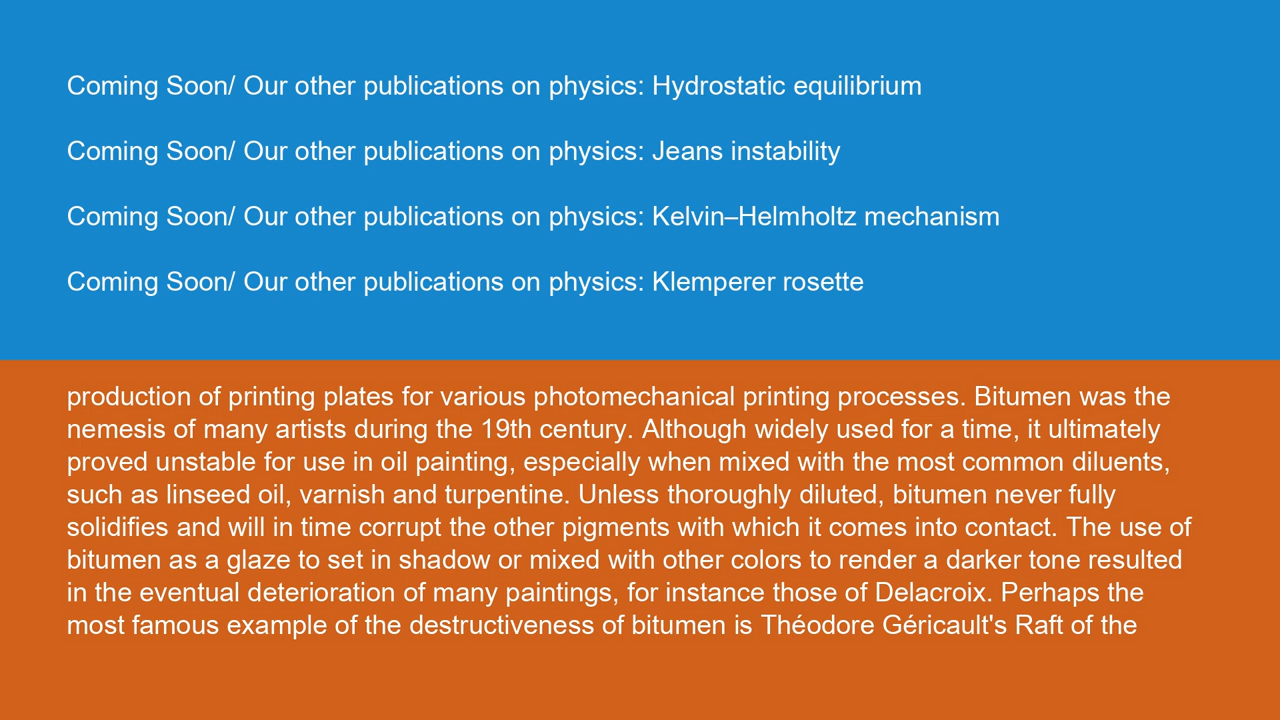 Coming Soon/ Our other publications on physics: Hydrostatic equilibrium
Coming Soon/ Our other publications on physics: Jeans instability
Coming Soon/ Our other publications on physics: Kelvin–Helmholtz mechanism
Coming Soon/ Our other publications on physics: Klemperer rosette
production of printing plates for various photomechanical printing processes. Bitumen was the
nemesis of many artists during the 19th century. Although widely used for a time, it ultimately
proved unstable for use in oil painting, especially when mixed with the most common diluents,
such as linseed oil, varnish and turpentine. Unless thoroughly diluted, bitumen never fully
solidifies and will in time corrupt the other pigments with which it comes into contact. The use of
bitumen as a glaze to set in shadow or mixed with other colors to render a darker tone resulted
in the eventual deterioration of many paintings, for instance those of Delacroix. Perhaps the
most famous example of the destructiveness of bitumen is Théodore Géricault's Raft of the